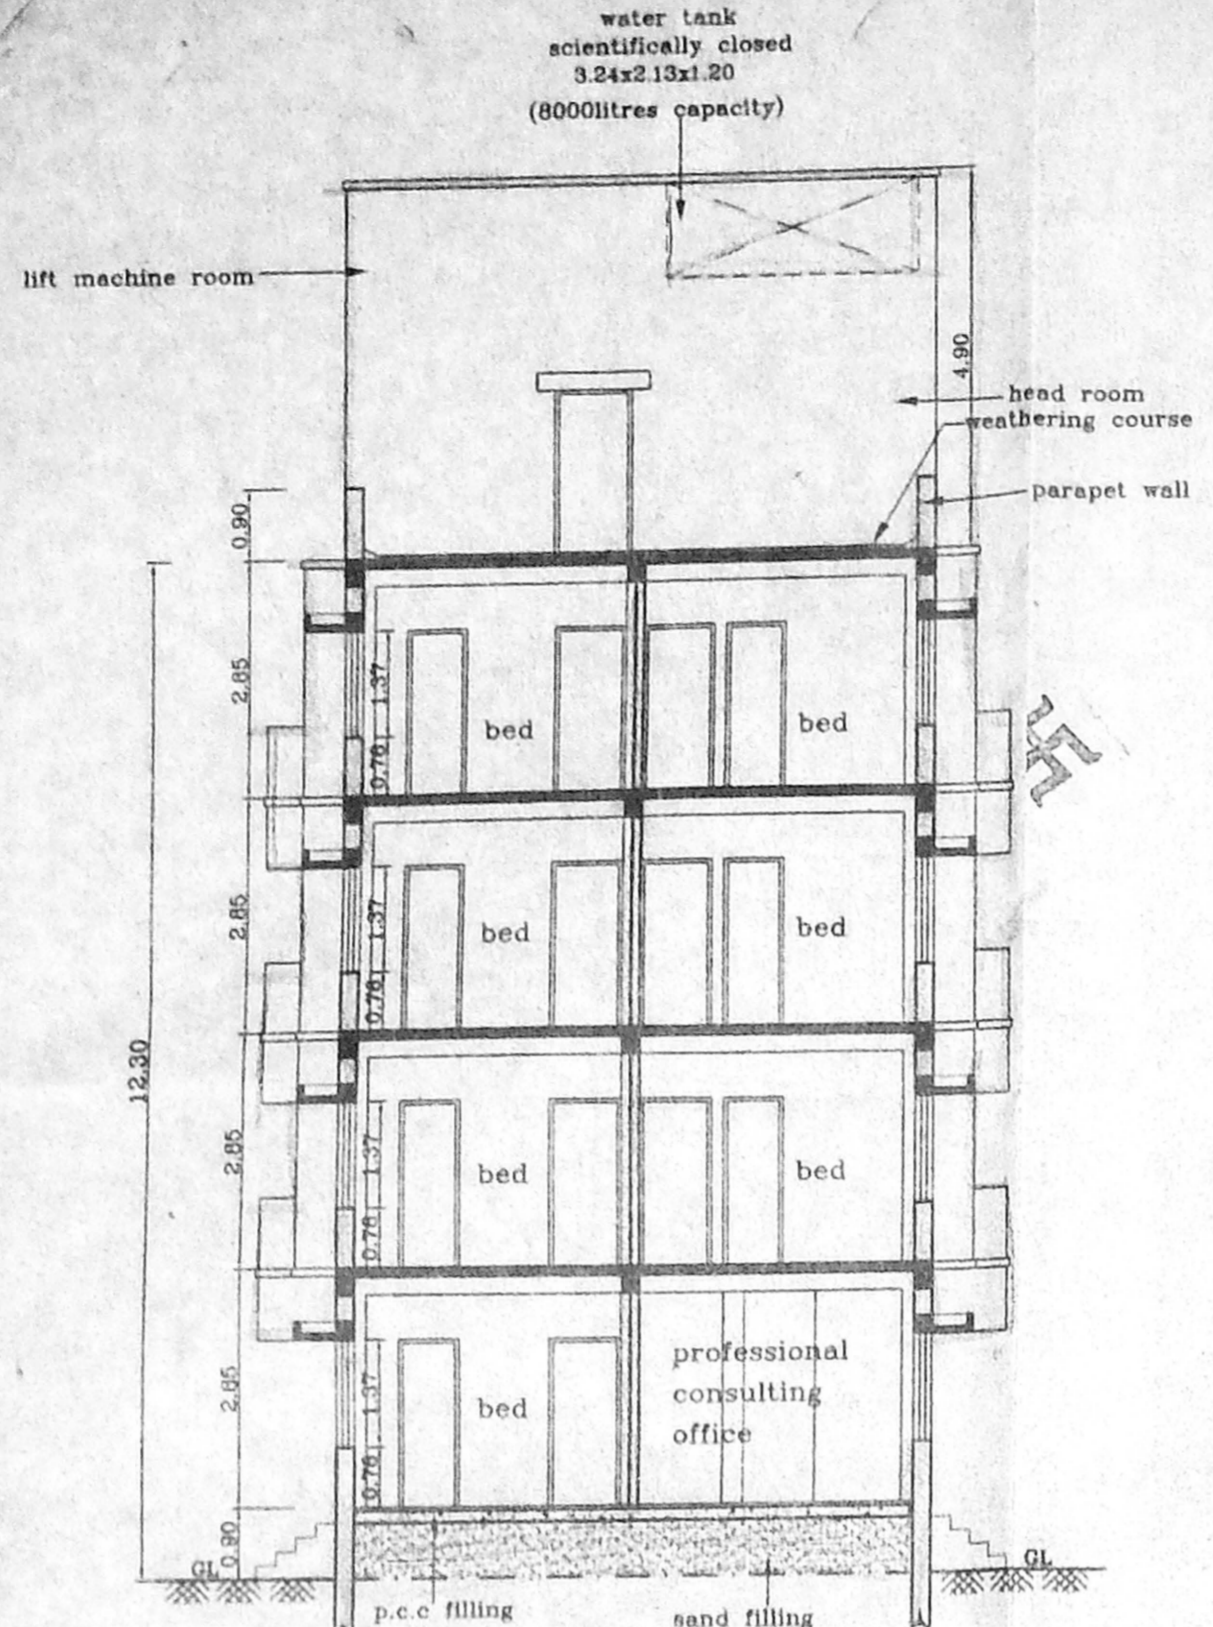 water tank
scientifically closed
3.24x2.13x1.20
(8000litres capacity)
lift machine room
4.90
head room
weathering course
parapet wall
0.90
2.85
1.37
0.76
bed
bed
2.85
1.37
0.76
bed
bed
12.30
2.85
1.37
0.76
bed
bed
2.85
1.37
0.76
bed
professional
consulting
office
0.90
GL
GL
p.c.c filling
sand filling